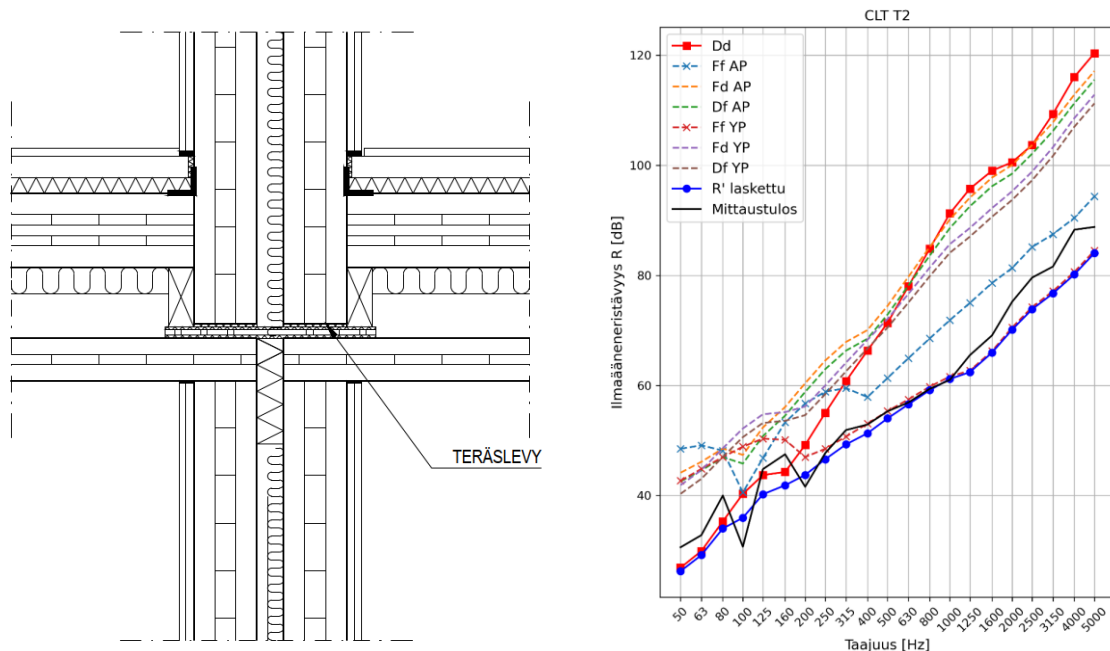 TERÄSLEVY
CLT T2
Dd
Ff AP
Fd AP
Df AP
Ff YP
Fd YP
Df YP
R' laskettu
Mittaustulos
Ilmaääneneristävyys R [dB]
120
100
80
60
40
50 63 80 100 125 160 200 250 315 400 500 630 800 1000 1250 1600 2000 2500 3150 4000 5000
Taajuus [Hz]